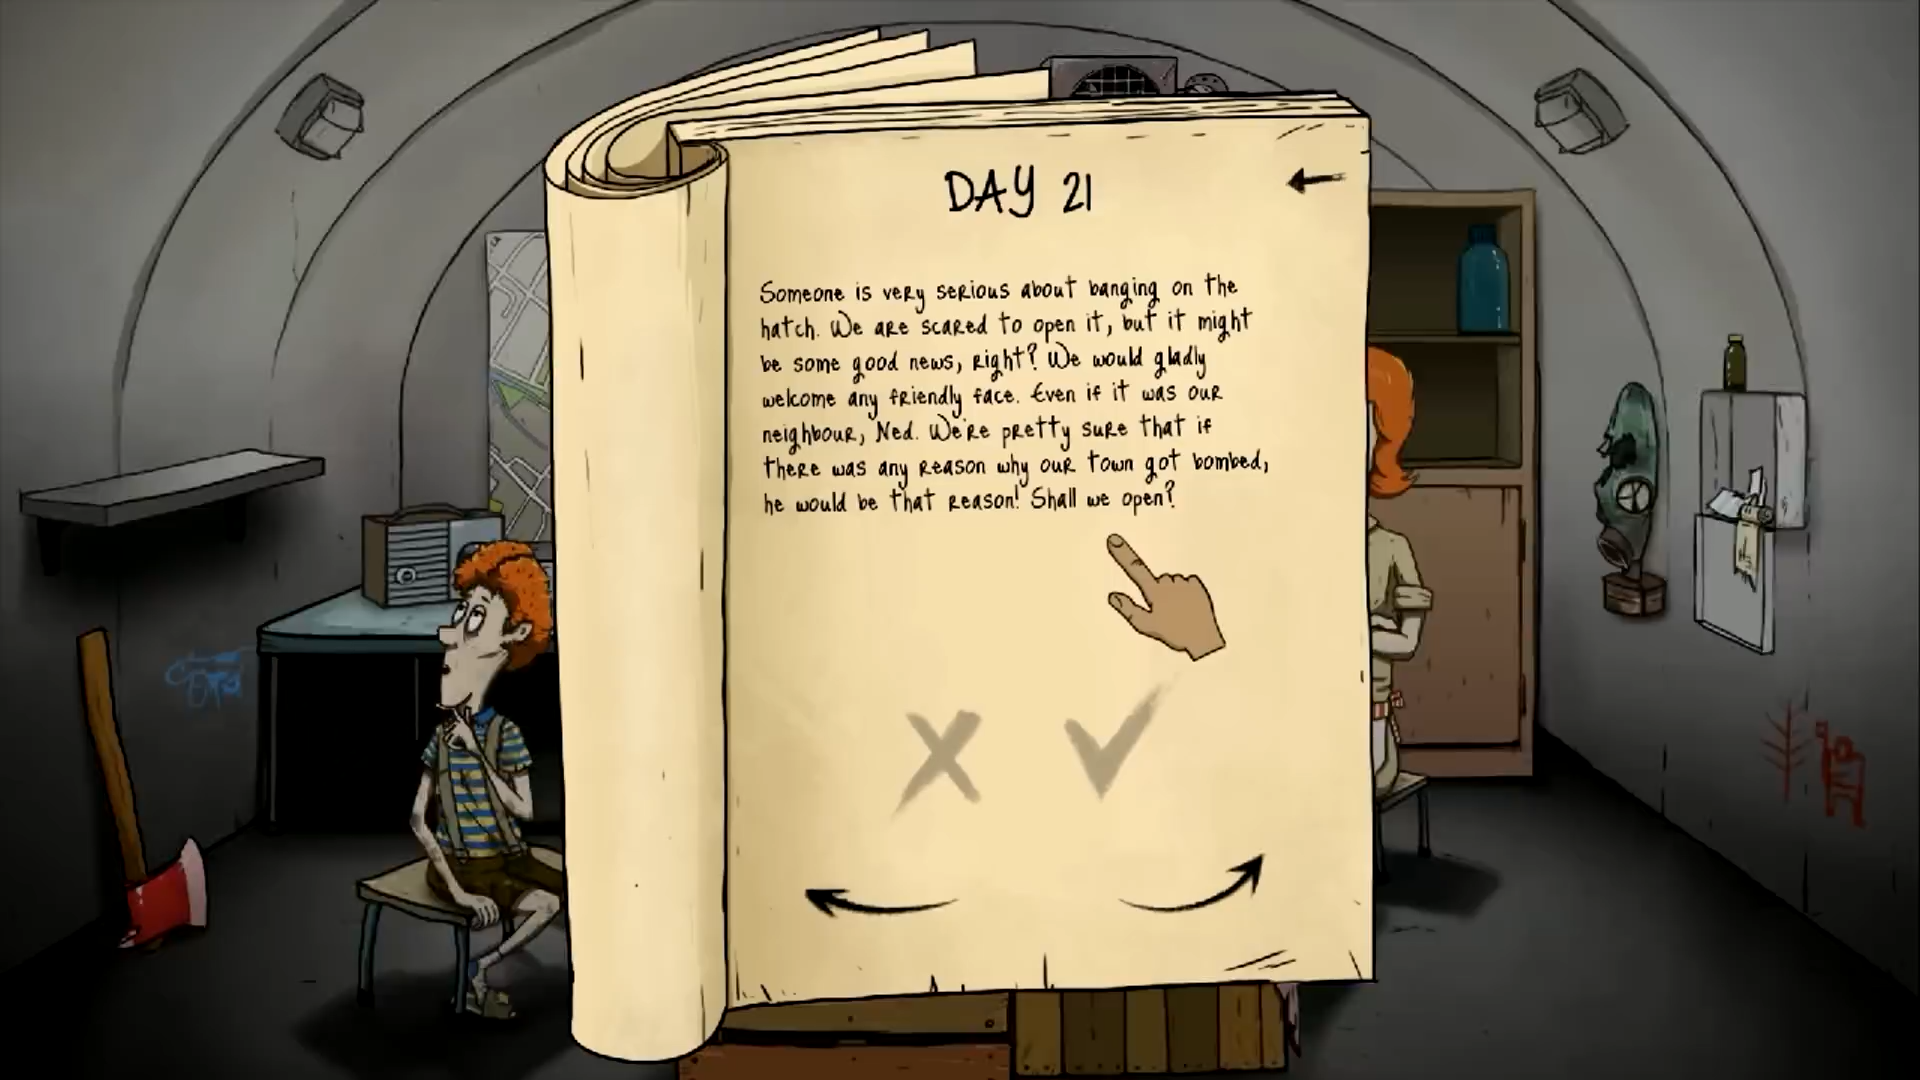 DAY 21
Someone is very serious about banging on the
hatch. We are scared to open it, but it might
be some good news, right? We would gladly
welcome any friendly face. Even if it was our
neighbour, Ned. We're pretty sure that if
there was any reason why our town got bombed,
he would be that reason! Shall we open?